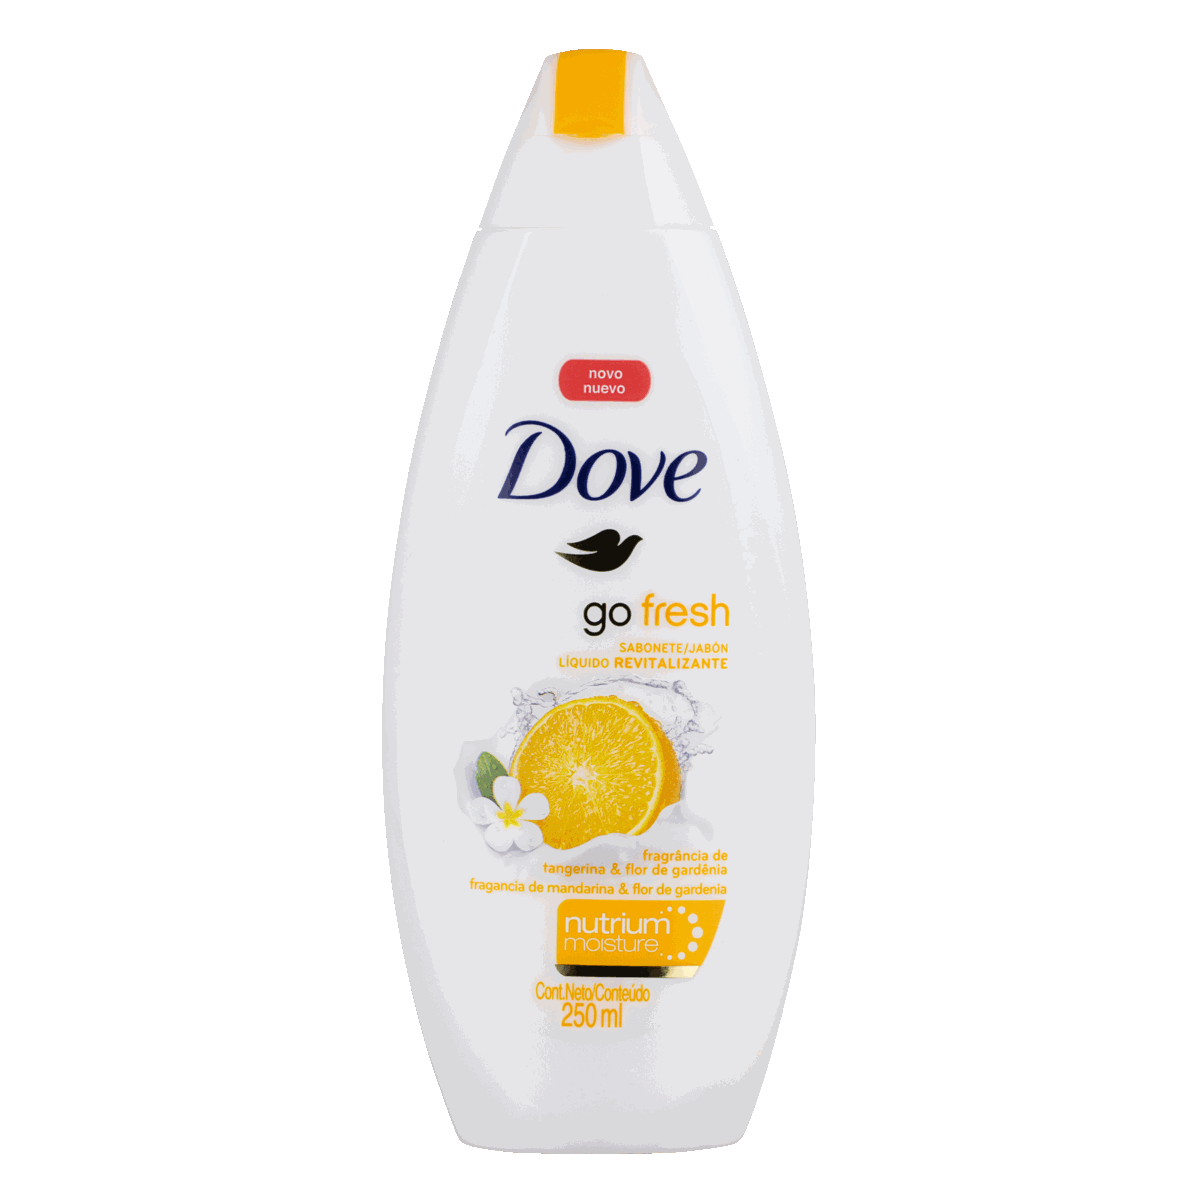 novo
nuevo
Dove
go fresh
SABONETE/JABÓN
LÍQUIDO REVITALIZANTE
fragrância de
tangerina & flor de gardênia
fragancia de mandarina & flor de gardenia
nutrium
moisture
Cont.Neto/Conteúdo
250 ml